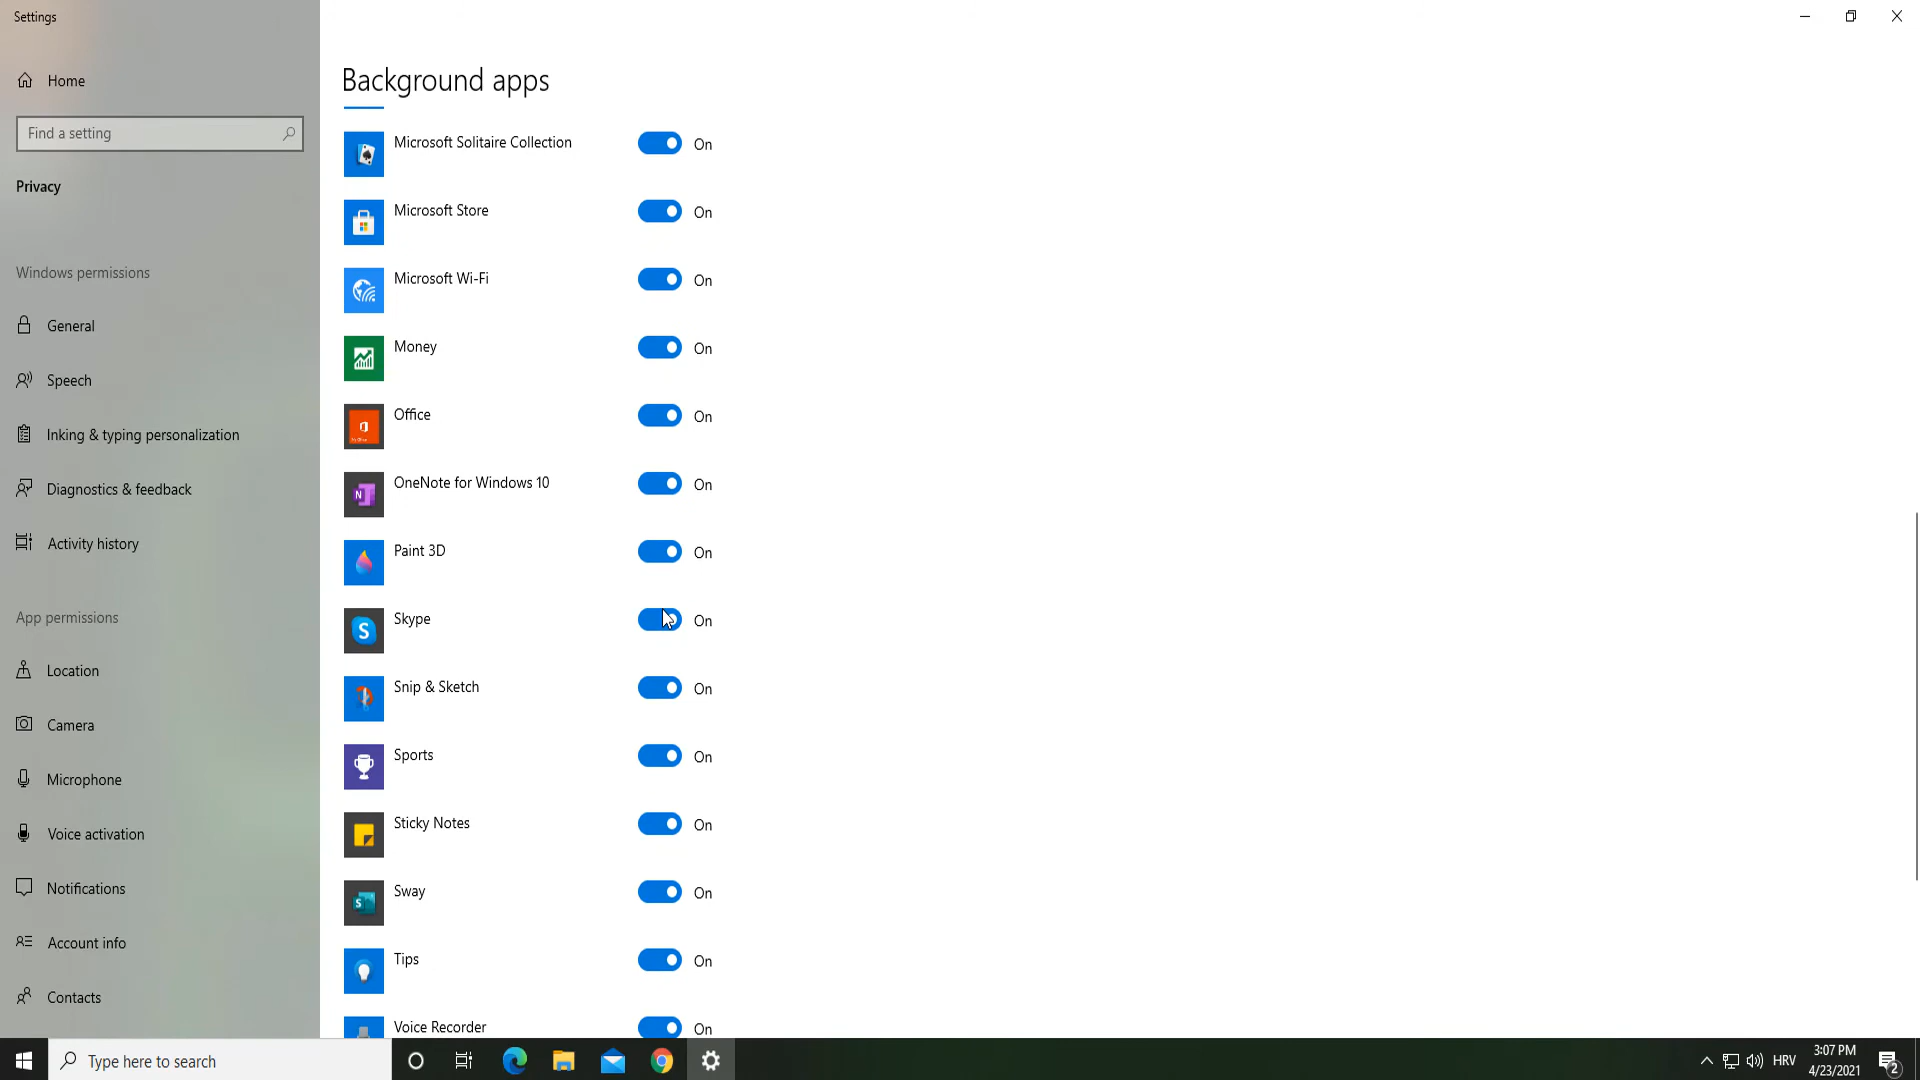 Settings
Home
Find a setting
Privacy
Windows permissions
General
Speech
Inking & typing personalization
Diagnostics & feedback
Activity history
App permissions
Location
Camera
Microphone
Voice activation
Notifications
Account info
Contacts
Background apps
Microsoft Solitaire Collection On
Microsoft Store On
Microsoft Wi-Fi On
Money On
Office On
OneNote for Windows 10 On
Paint 3D On
Skype On
Snip & Sketch On
Sports On
Sticky Notes On
Sway On
Tips On
Voice Recorder On
Type here to search
HRV
3:07 PM
4/23/2021
2